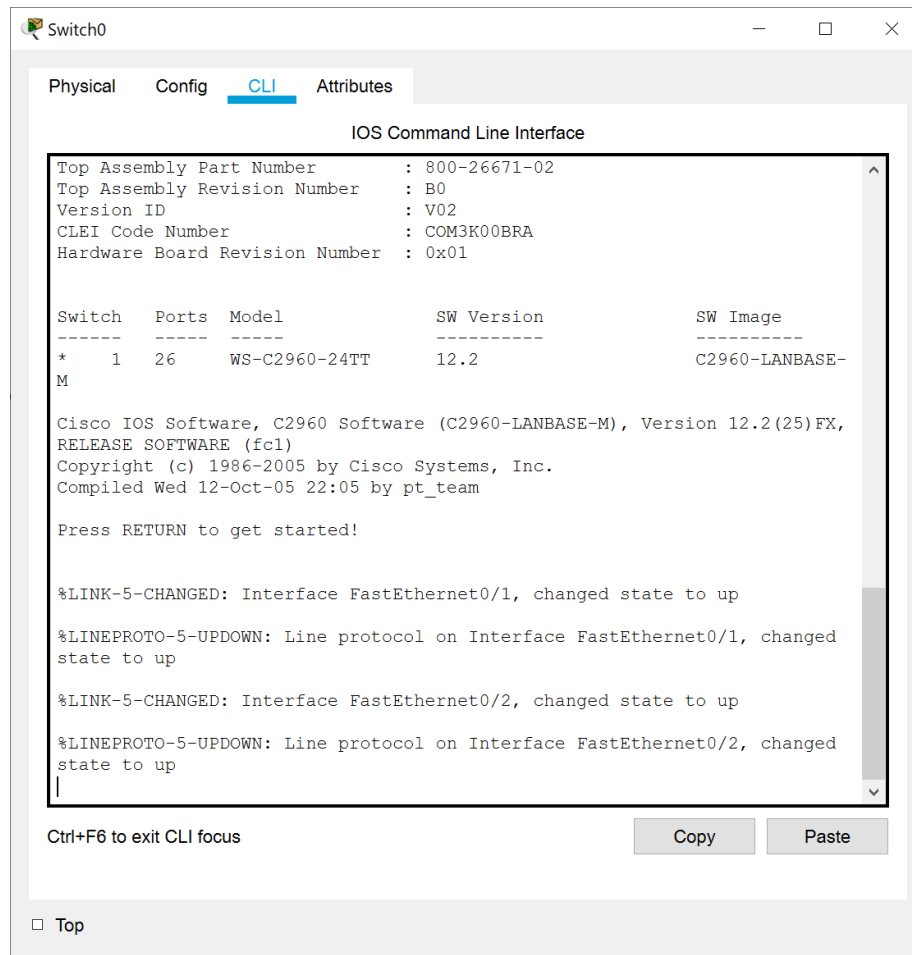 Switch0
Physical Config CLI Attributes
IOS Command Line Interface
Top Assembly Part Number : 800-26671-02
Top Assembly Revision Number : B0
Version ID : V02
CLEI Code Number : COM3K00BRA
Hardware Board Revision Number : 0x01
Switch Ports Model SW Version SW Image
------ ----- ----- ---------- ----------
* 1 26 WS-C2960-24TT 12.2 C2960-LANBASE-
M
Cisco IOS Software, C2960 Software (C2960-LANBASE-M), Version 12.2(25)FX,
RELEASE SOFTWARE (fc1)
Copyright (c) 1986-2005 by Cisco Systems, Inc.
Compiled Wed 12-Oct-05 22:05 by pt_team
Press RETURN to get started!
%LINK-5-CHANGED: Interface FastEthernet0/1, changed state to up
%LINEPROTO-5-UPDOWN: Line protocol on Interface FastEthernet0/1, changed
state to up
%LINK-5-CHANGED: Interface FastEthernet0/2, changed state to up
%LINEPROTO-5-UPDOWN: Line protocol on Interface FastEthernet0/2, changed
state to up
Ctrl+F6 to exit CLI focus
Copy Paste
Top